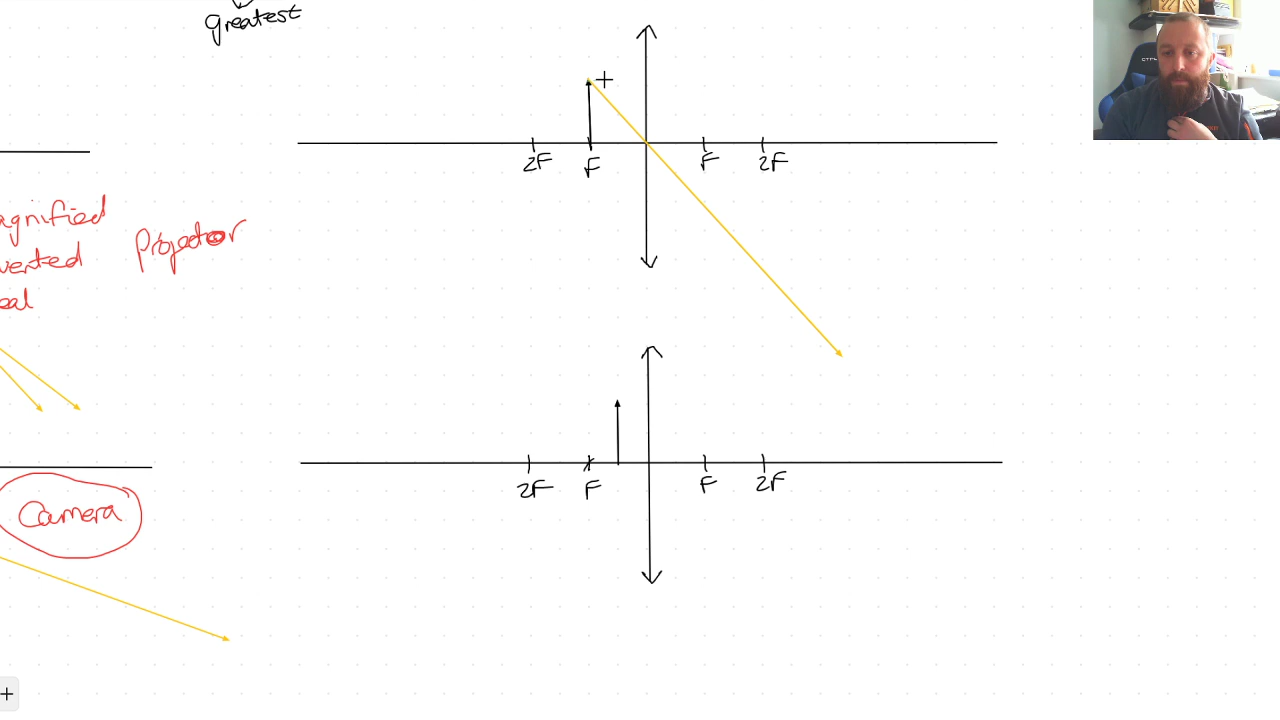 greatest
2F F F 2F
agnified
verted
eal
Projector
2F F F 2F
Camera
+